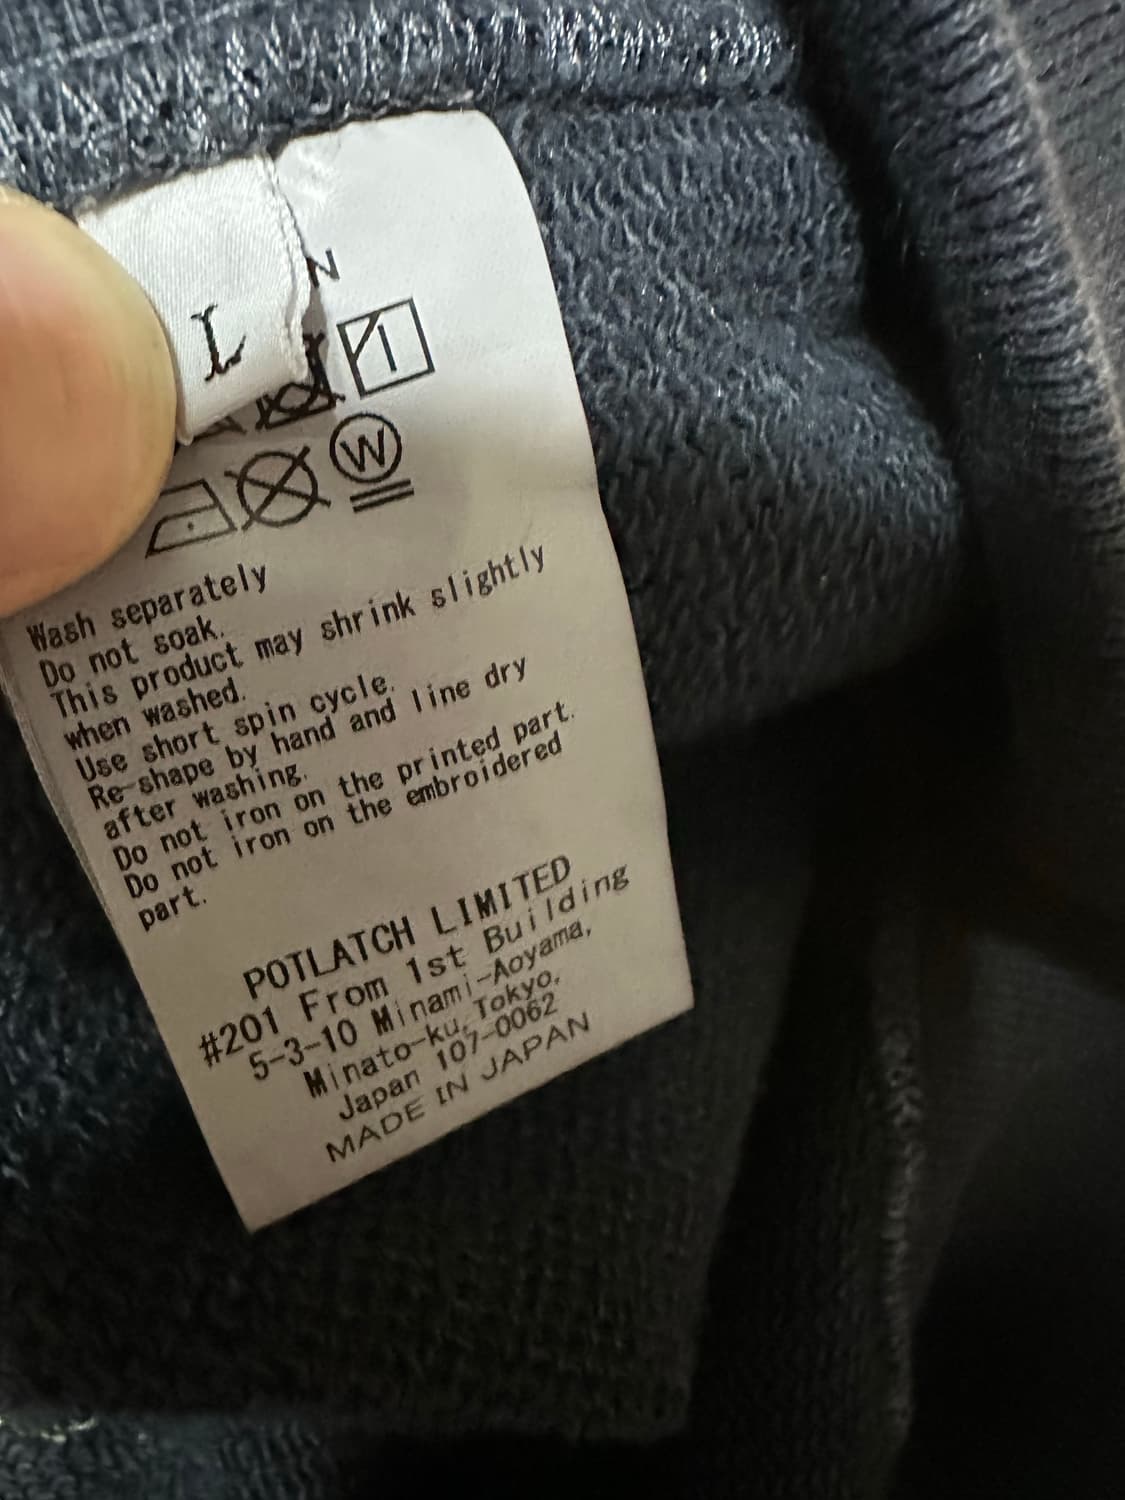 L
N
W
Wash separately
Do not soak.
This product may shrink slightly
when washed.
Use short spin cycle.
Re-shape by hand and line dry
after washing.
Do not iron on the printed part.
Do not iron on the embroidered
part.
POTLATCH LIMITED
#201 From 1st Building
5-3-10 Minami-Aoyama,
Minato-ku, Tokyo,
Japan 107-0062
MADE IN JAPAN